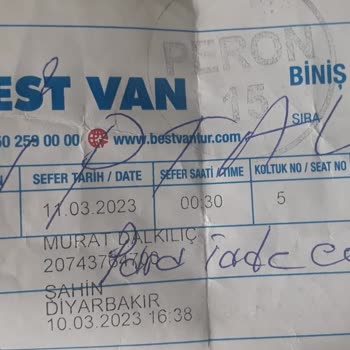 PERON
15
EST VAN
BİNİŞ
SIRA
İPTAL
50 259 00 00 www.bestvantur.com
SEFER TARİH / DATE SEFER SAATİ / TIME KOLTUK NO / SEAT NO
11.03.2023 00:30 5
MURAT DALKILIÇ
Para iade
ŞAHİN
DİYARBAKIR
10.03.2023 16:38